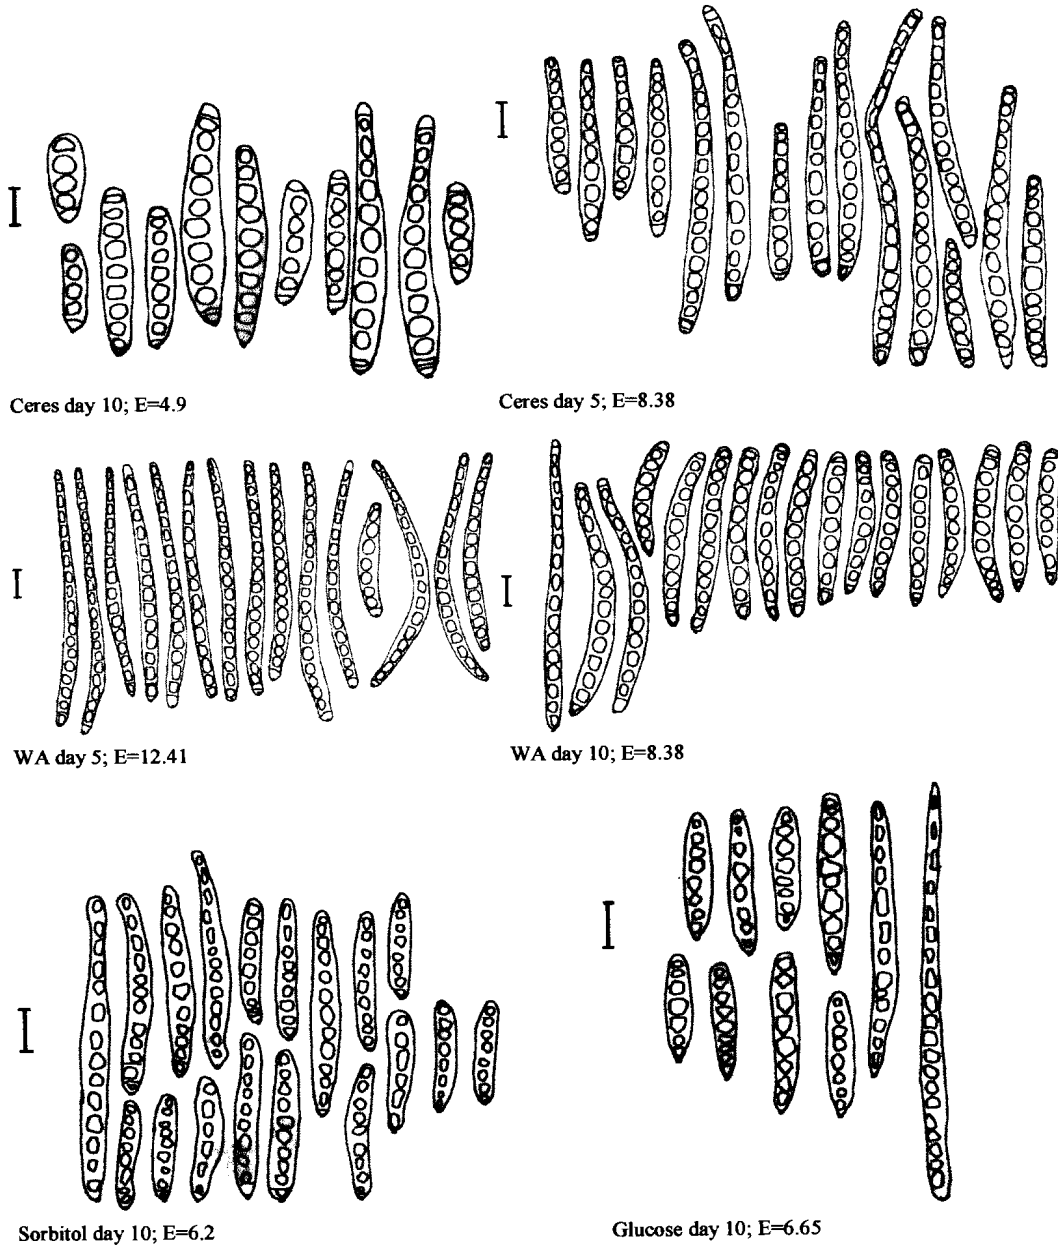 Ceres day 10; E=4.9
Ceres day 5; E=8.38
WA day 5; E=12.41
WA day 10; E=8.38
Sorbitol day 10; E=6.2
Glucose day 10; E=6.65